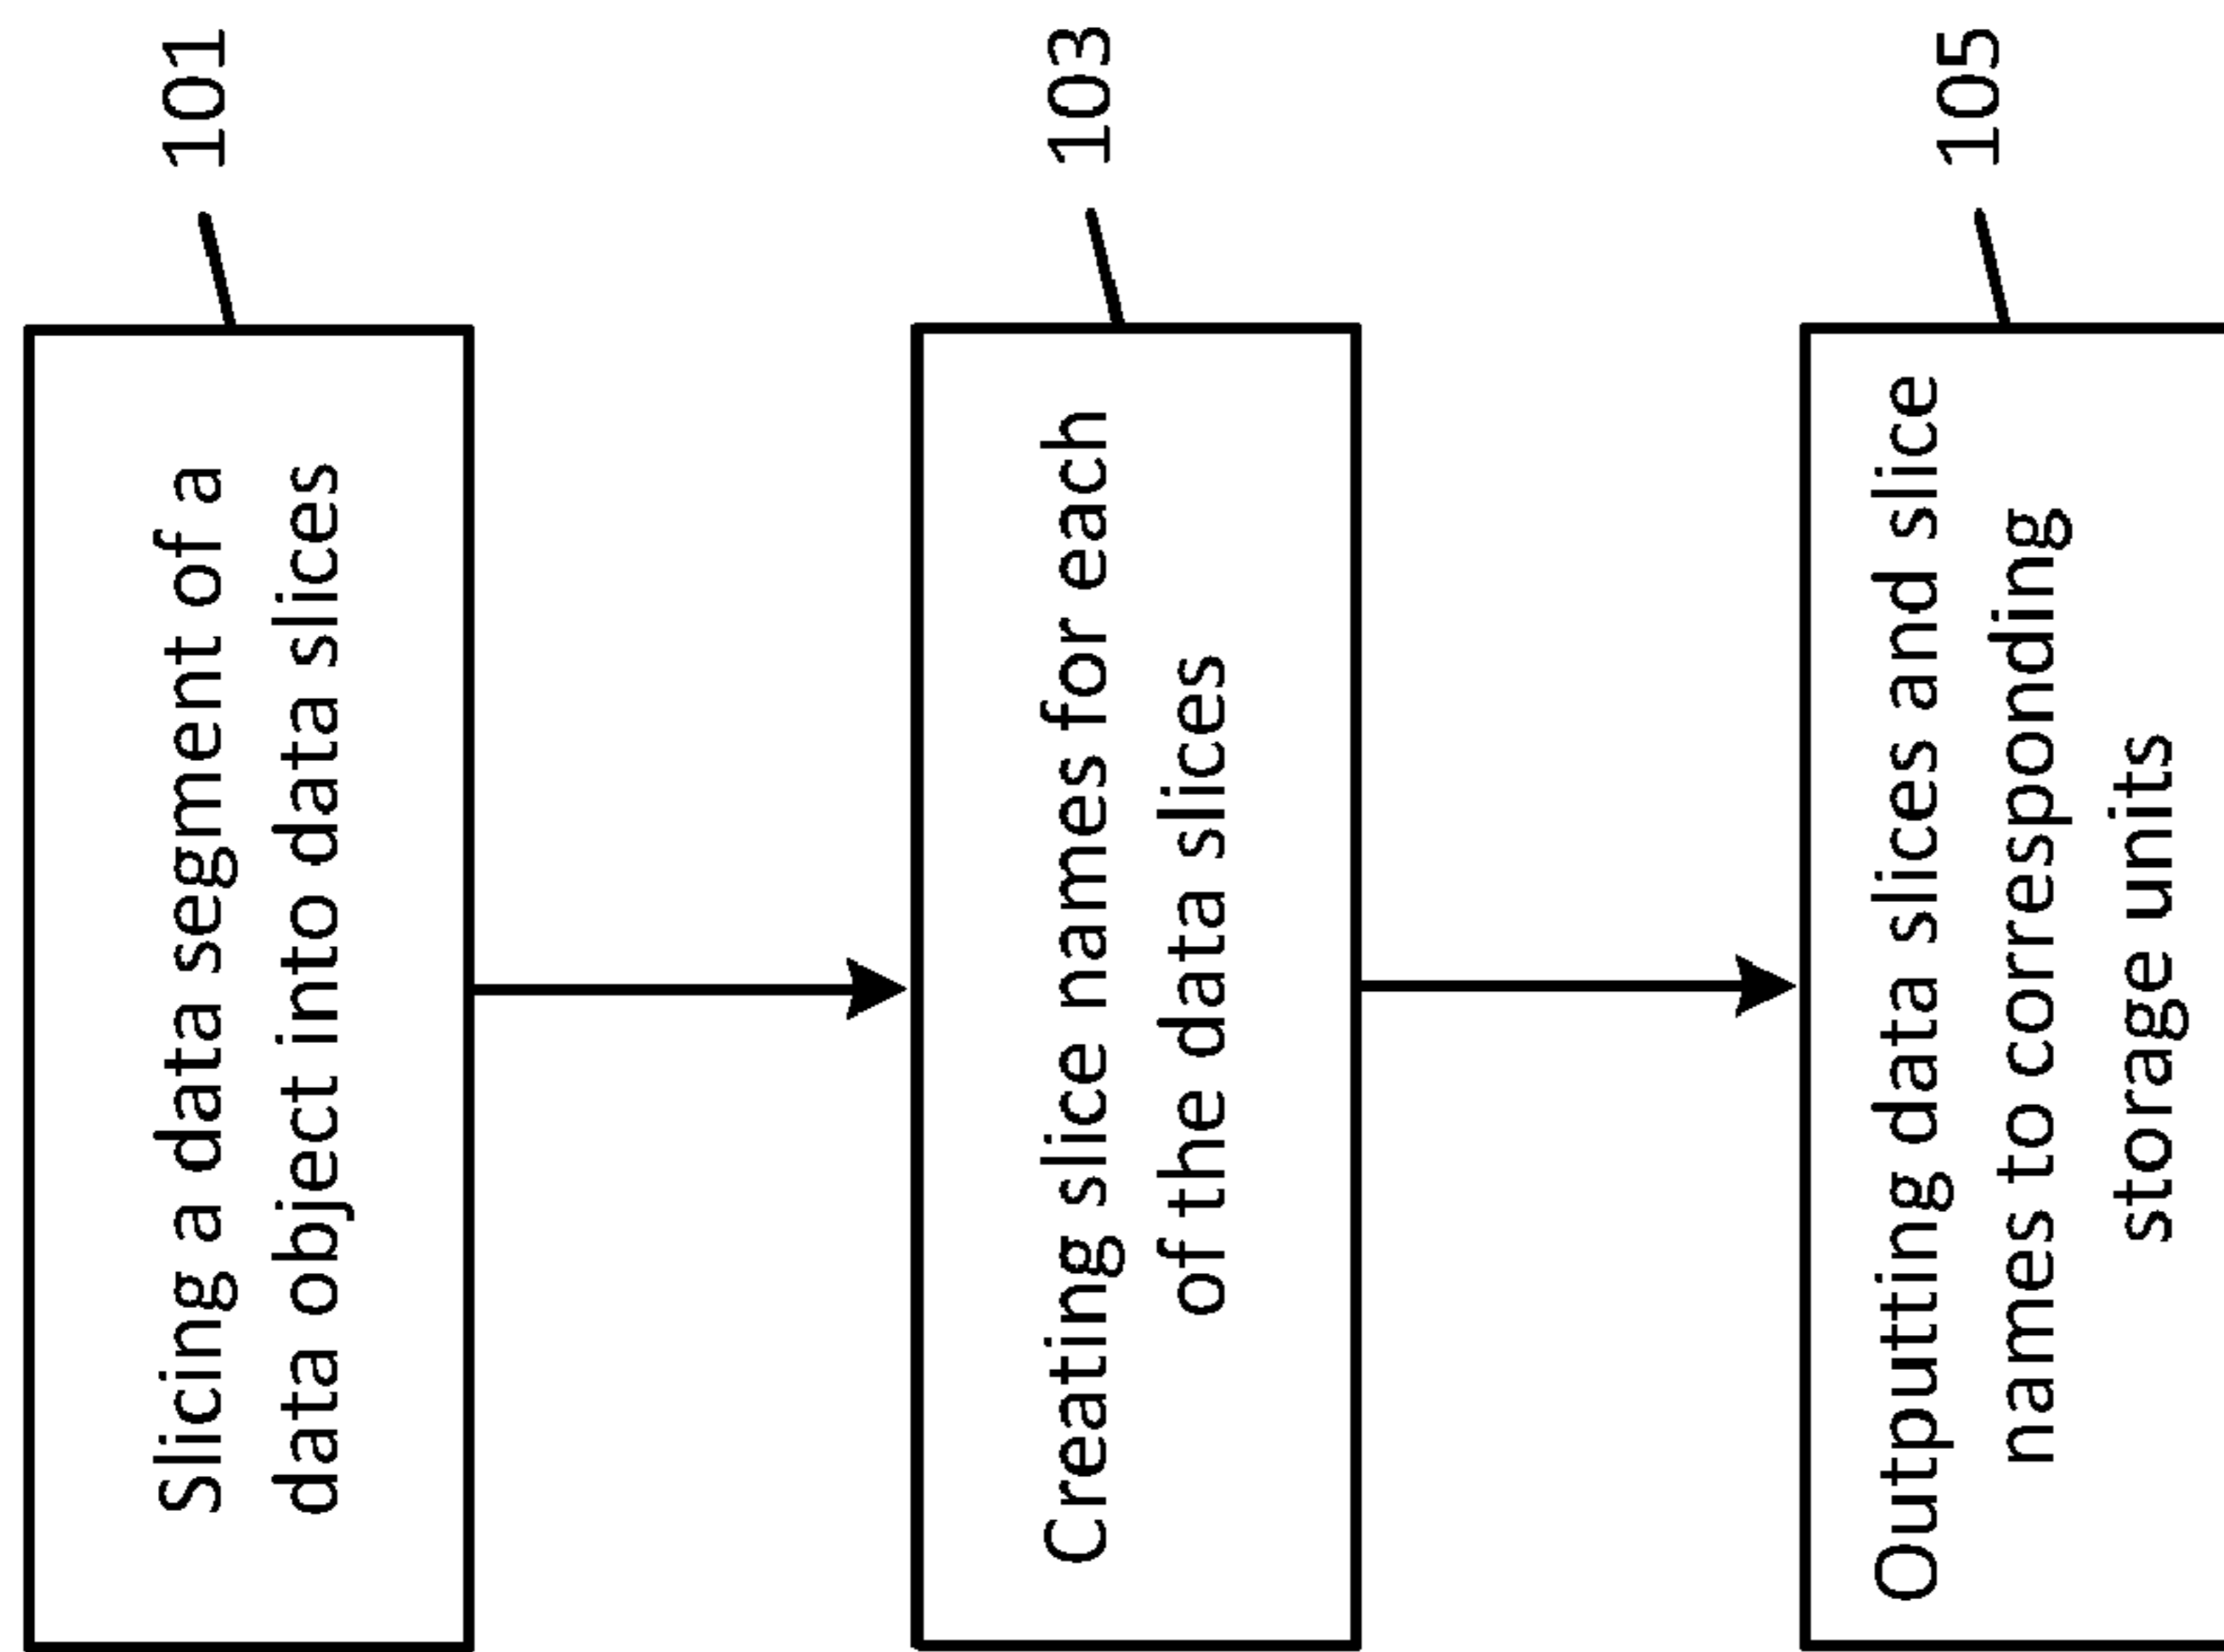 Slicing a data segment of a
data object into data slices
101
Creating slice names for each
of the data slices
103
Outputting data slices and slice
names to corresponding
storage units
105